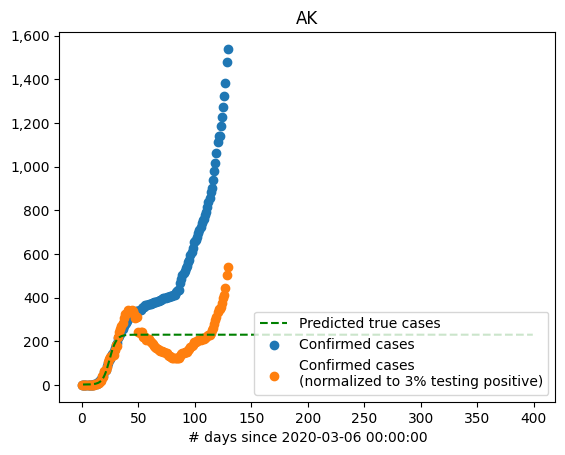 AK
1,600
1,400
1,200
1,000
800
600
400
200
0
Predicted true cases
Confirmed cases
Confirmed cases
(normalized to 3% testing positive)
0 50 100 150 200 250 300 350 400
# days since 2020-03-06 00:00:00